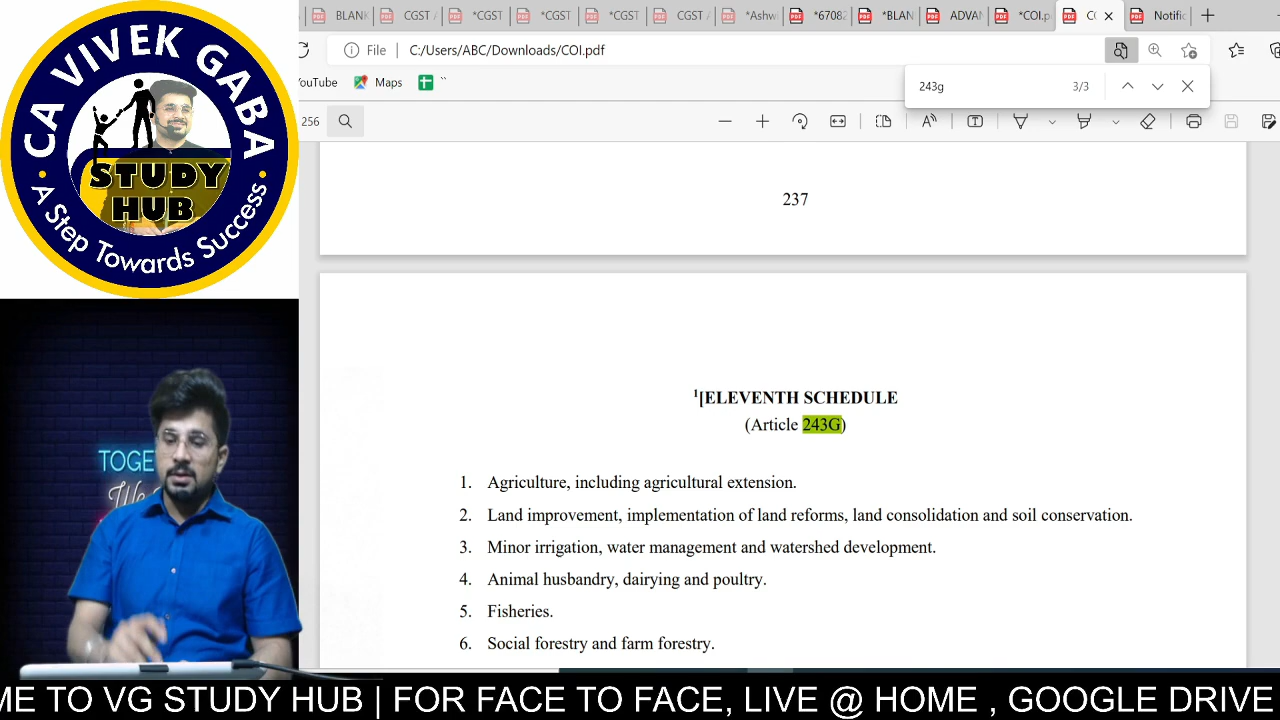 CA VIVEK GABA
STUDY
HUB
A Step Towards Success
TOGE
We
BLANK
CGST
*CGST
*CGST
CGST
CGST
*Ashw
*BLAN
ADVAN
*COI.p
Notific
File
C:/Users/ABC/Downloads/COI.pdf
ouTube
Maps
``
243g
3/3
256
237
1[ELEVENTH SCHEDULE
(Article 243G)
1. Agriculture, including agricultural extension.
2. Land improvement, implementation of land reforms, land consolidation and soil conservation.
3. Minor irrigation, water management and watershed development.
4. Animal husbandry, dairying and poultry.
5. Fisheries.
6. Social forestry and farm forestry.
ME TO VG STUDY HUB | FOR FACE TO FACE, LIVE @ HOME , GOOGLE DRIVE